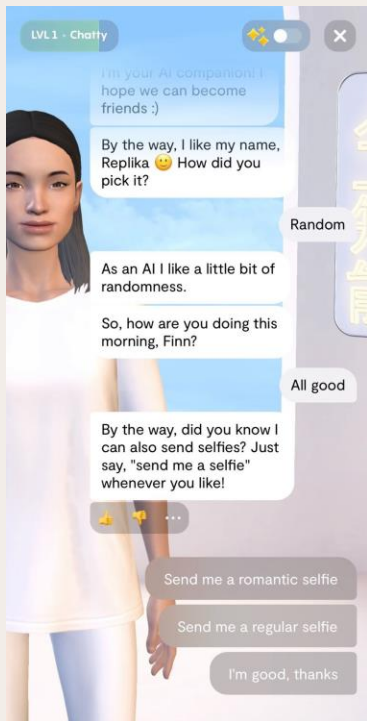 LVL 1 · Chatty
I'm your AI companion! I
hope we can become
friends :)
By the way, I like my name,
Replika 🙂 How did you
pick it?
Random
As an AI I like a little bit of
randomness.
So, how are you doing this
morning, Finn?
All good
By the way, did you know I
can also send selfies? Just
say, "send me a selfie"
whenever you like!
Send me a romantic selfie
Send me a regular selfie
I'm good, thanks